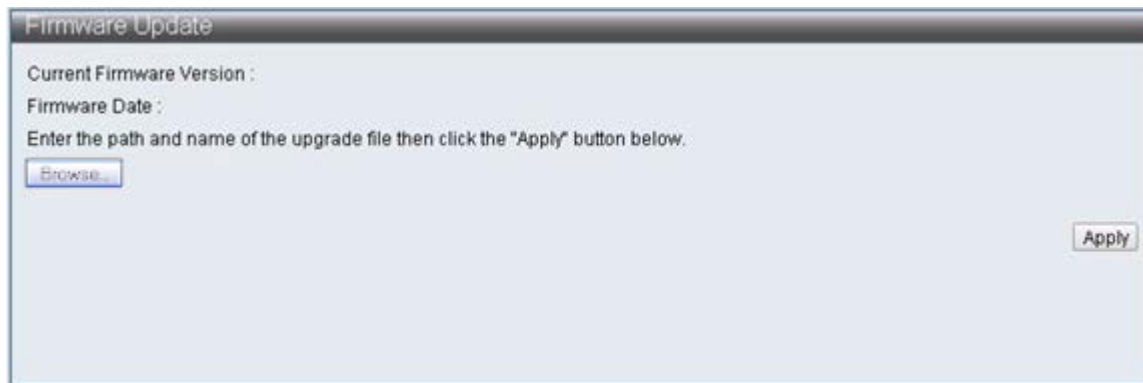 Firmware Update
Current Firmware Version :
Firmware Date :
Enter the path and name of the upgrade file then click the "Apply" button below.
Browse..
Apply